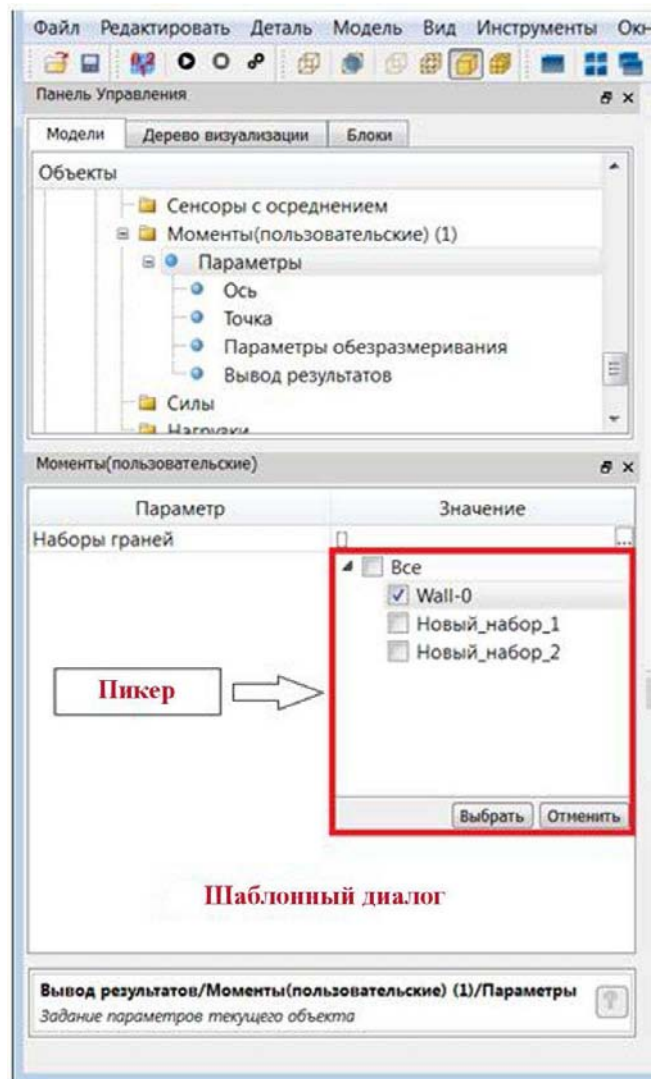 Файл Редактировать Деталь Модель Вид Инструменты
Панель Управления
Модели Дерево визуализации Блоки
Объекты
Сенсоры с осреднением
Моменты(пользовательские) (1)
Параметры
Ось
Точка
Параметры обезразмеривания
Вывод результатов
Силы
Нагрузки
Моменты(пользовательские)
Параметр Значение
Наборы граней [] ...
Все
Wall-0
Новый_набор_1
Новый_набор_2
Пикер
Выбрать Отменить
Шаблонный диалог
Вывод результатов/Моменты(пользовательские) (1)/Параметры
Задание параметров текущего объекта
?